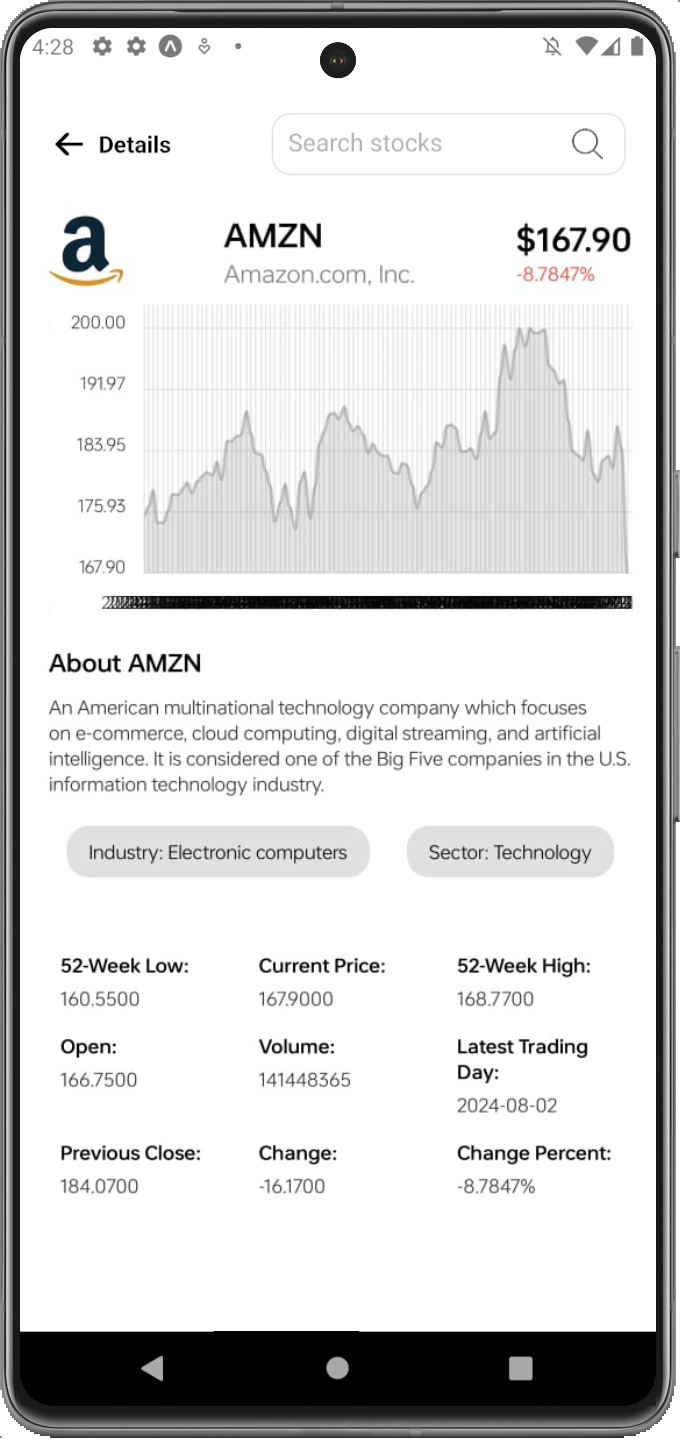 4:28
Details
Search stocks
AMZN
$167.90
Amazon.com, Inc.
-8.7847%
200.00
191.97
183.95
175.93
167.90
About AMZN
An American multinational technology company which focuses
on e-commerce, cloud computing, digital streaming, and artificial
intelligence. It is considered one of the Big Five companies in the U.S.
information technology industry.
Industry: Electronic computers
Sector: Technology
52-Week Low:
Current Price:
52-Week High:
160.5500
167.9000
168.7700
Open:
Volume:
Latest Trading
Day:
166.7500
141448365
2024-08-02
Previous Close:
Change:
Change Percent:
184.0700
-16.1700
-8.7847%